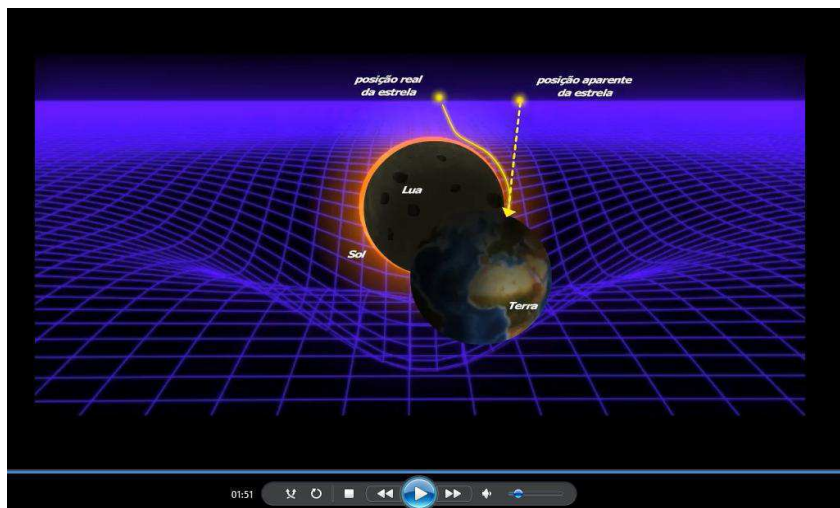 posição real
da estrela
posição aparente
da estrela
Lua
Sol
Terra
01:51